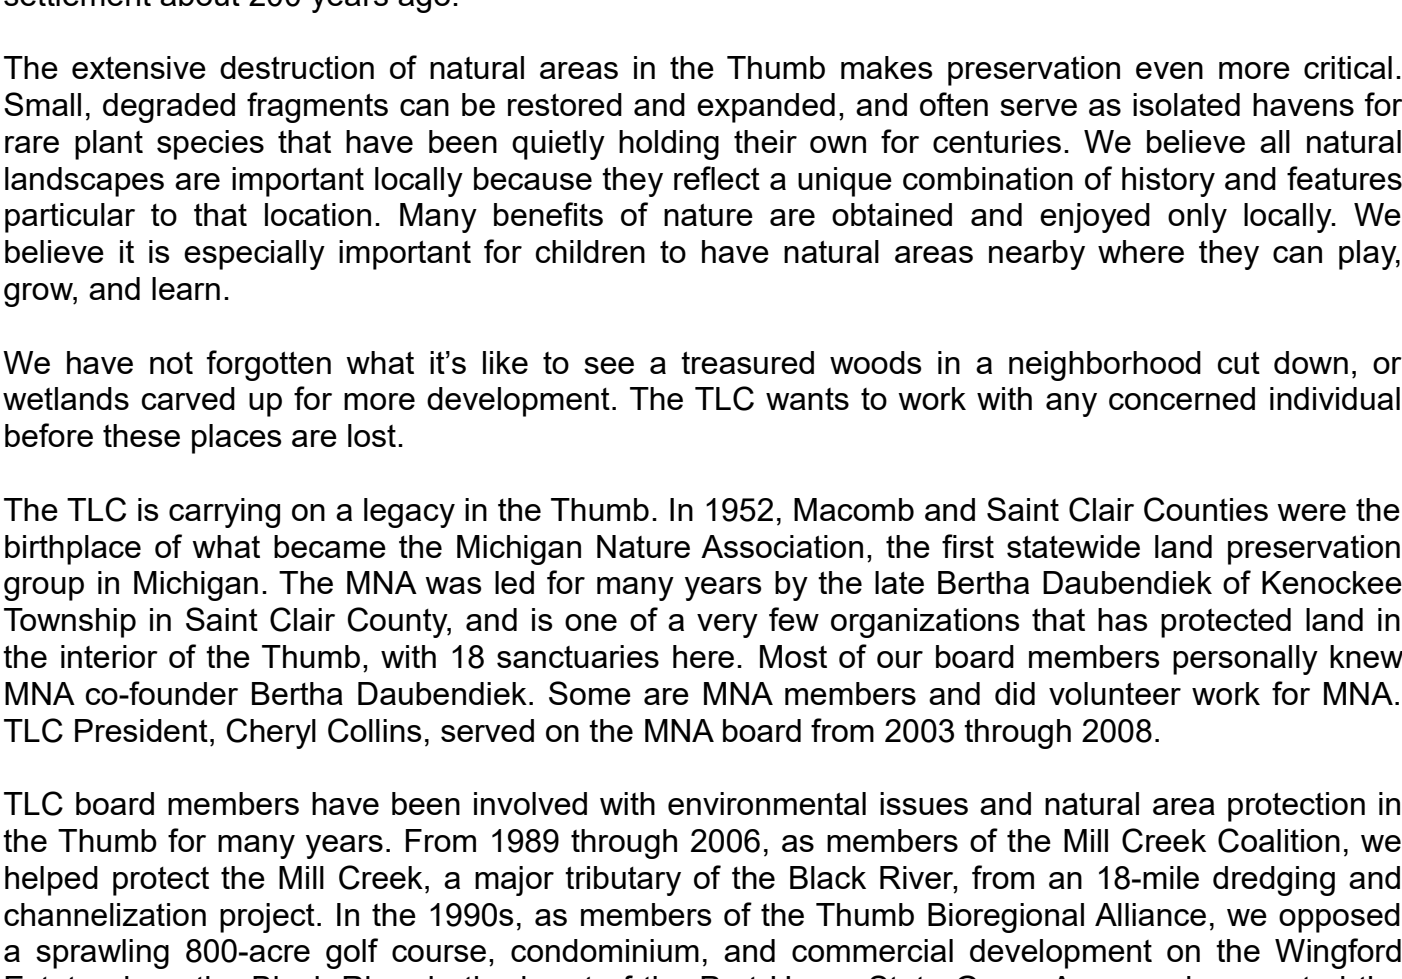 settlement about 200 years ago.
The extensive destruction of natural areas in the Thumb makes preservation even more critical.
Small, degraded fragments can be restored and expanded, and often serve as isolated havens for
rare plant species that have been quietly holding their own for centuries. We believe all natural
landscapes are important locally because they reflect a unique combination of history and features
particular to that location. Many benefits of nature are obtained and enjoyed only locally. We
believe it is especially important for children to have natural areas nearby where they can play,
grow, and learn.
We have not forgotten what it’s like to see a treasured woods in a neighborhood cut down, or
wetlands carved up for more development. The TLC wants to work with any concerned individual
before these places are lost.
The TLC is carrying on a legacy in the Thumb. In 1952, Macomb and Saint Clair Counties were the
birthplace of what became the Michigan Nature Association, the first statewide land preservation
group in Michigan. The MNA was led for many years by the late Bertha Daubendiek of Kenockee
Township in Saint Clair County, and is one of a very few organizations that has protected land in
the interior of the Thumb, with 18 sanctuaries here. Most of our board members personally knew
MNA co-founder Bertha Daubendiek. Some are MNA members and did volunteer work for MNA.
TLC President, Cheryl Collins, served on the MNA board from 2003 through 2008.
TLC board members have been involved with environmental issues and natural area protection in
the Thumb for many years. From 1989 through 2006, as members of the Mill Creek Coalition, we
helped protect the Mill Creek, a major tributary of the Black River, from an 18-mile dredging and
channelization project. In the 1990s, as members of the Thumb Bioregional Alliance, we opposed
a sprawling 800-acre golf course, condominium, and commercial development on the Wingford